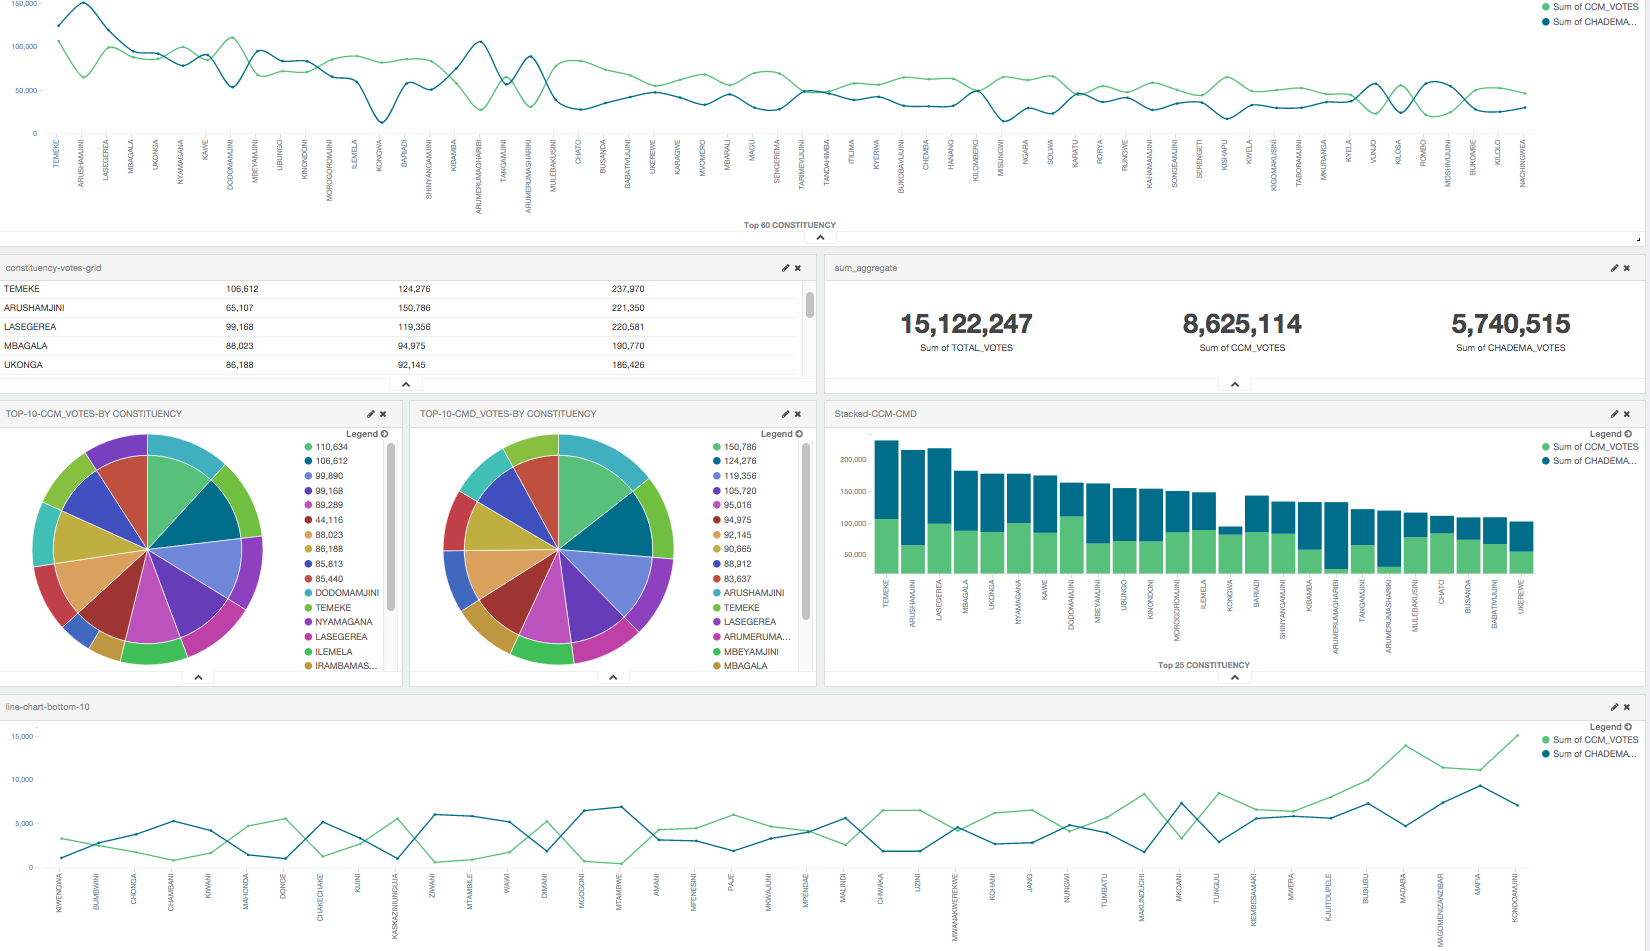 150,000
Sum of CCM_VOTES
Sum of CHADEMA...
100,000
50,000
0
TEMEKE
ARUSHAMJINI
LASEGEREA
MBAGALA
UKONGA
NYAMAGANA
KAWE
DODOMAMJINI
MBEYAMJINI
UBUNGO
KINONDONI
MOROGOROMJINI
ILEMELA
KONGWA
BARIADI
SHINYANGAMJINI
KIBAMBA
ARUMERUMAGHARIBI
TANGAMJINI
ARUMERUMASHARIKI
MULEBAKUSINI
CHATO
BUSANDA
BABATIVIJIJINI
UKEREWE
KARAGWE
MVOMERO
MBARALI
MAGU
SENGEREMA
TARIMEVIJIJINI
TANDAHIMBA
ITILIMA
KYERWA
BUKOBAVIJIJINI
CHEMBA
HANANG
KILOMBERO
MISUNGWI
NGARA
SOLWA
KARATU
RORYA
RUNGWE
KAHAMAMJINI
SONGEAMJINI
SERENGETI
KISHAPU
KWELA
KIGOMAKUSINI
TABORAMJINI
MKURANGA
KYELA
VUNJO
KILOSA
ROMBO
MOSHIVIJIJINI
BUKOMBE
KILOLO
NACHINGWEA
Top 60 CONSTITUENCY
constituency-votes-grid
TEMEKE 106,612 124,276 237,970
ARUSHAMJINI 65,107 150,786 221,350
LASEGEREA 99,168 119,356 220,581
MBAGALA 88,023 94,975 190,770
UKONGA 86,188 92,145 186,426
sum_aggregate
15,122,247 8,625,114 5,740,515
Sum of TOTAL_VOTES Sum of CCM_VOTES Sum of CHADEMA_VOTES
TOP-10-CCM_VOTES-BY CONSTITUENCY
Legend
110,634
106,612
99,890
99,168
89,289
44,116
88,023
86,188
85,813
85,440
DODOMAMJINI
TEMEKE
NYAMAGANA
LASEGEREA
ILEMELA
IRAMBAMAS...
TOP-10-CMD_VOTES-BY CONSTITUENCY
Legend
150,786
124,276
119,356
105,720
95,016
94,975
92,145
90,665
88,912
83,637
ARUSHAMJINI
TEMEKE
LASEGEREA
ARUMERUMA...
MBEYAMJINI
MBAGALA
Stacked-CCM-CMD
Legend
Sum of CCM_VOTES
Sum of CHADEMA...
200,000
150,000
100,000
50,000
TEMEKE
ARUSHAMJINI
LASEGEREA
MBAGALA
UKONGA
NYAMAGANA
KAWE
DODOMAMJINI
MBEYAMJINI
UBUNGO
KINONDONI
MOROGOROMJINI
ILEMELA
KONGWA
BARIADI
SHINYANGAMJINI
KIBAMBA
ARUMERUMAGHARIBI
TANGAMJINI
ARUMERUMASHARIKI
MULEBAKUSINI
CHATO
BUSANDA
BABATIVIJIJINI
UKEREWE
Top 25 CONSTITUENCY
line-chart-bottom-10
Legend
Sum of CCM_VOTES
Sum of CHADEMA...
15,000
10,000
5,000
0
KIWENGWA
BUMBWINI
CHONGA
CHAMBANI
KIWANI
MAHONDA
DONGE
CHAKECHAKE
KIJINI
KASKAZINIUNGUJA
ZIWANI
MTAMBILE
WAWI
DIMANI
MGOGONI
MTAMBWE
AMANI
MFENESINI
PAJE
MKWAJUNI
MPENDAE
MALINDI
CHWAKA
UZINI
MWANAKWEREKWE
KOHANI
JANG
NUNGWI
TUMBATU
MAKUNDUCHI
MKOANI
TUNGUU
KIEMBESAMAKI
MWERA
KJIJITOUPELE
BUBUBU
MADABA
MAGOMENIZANZIBAR
MAFIA
KONDOAMJINI